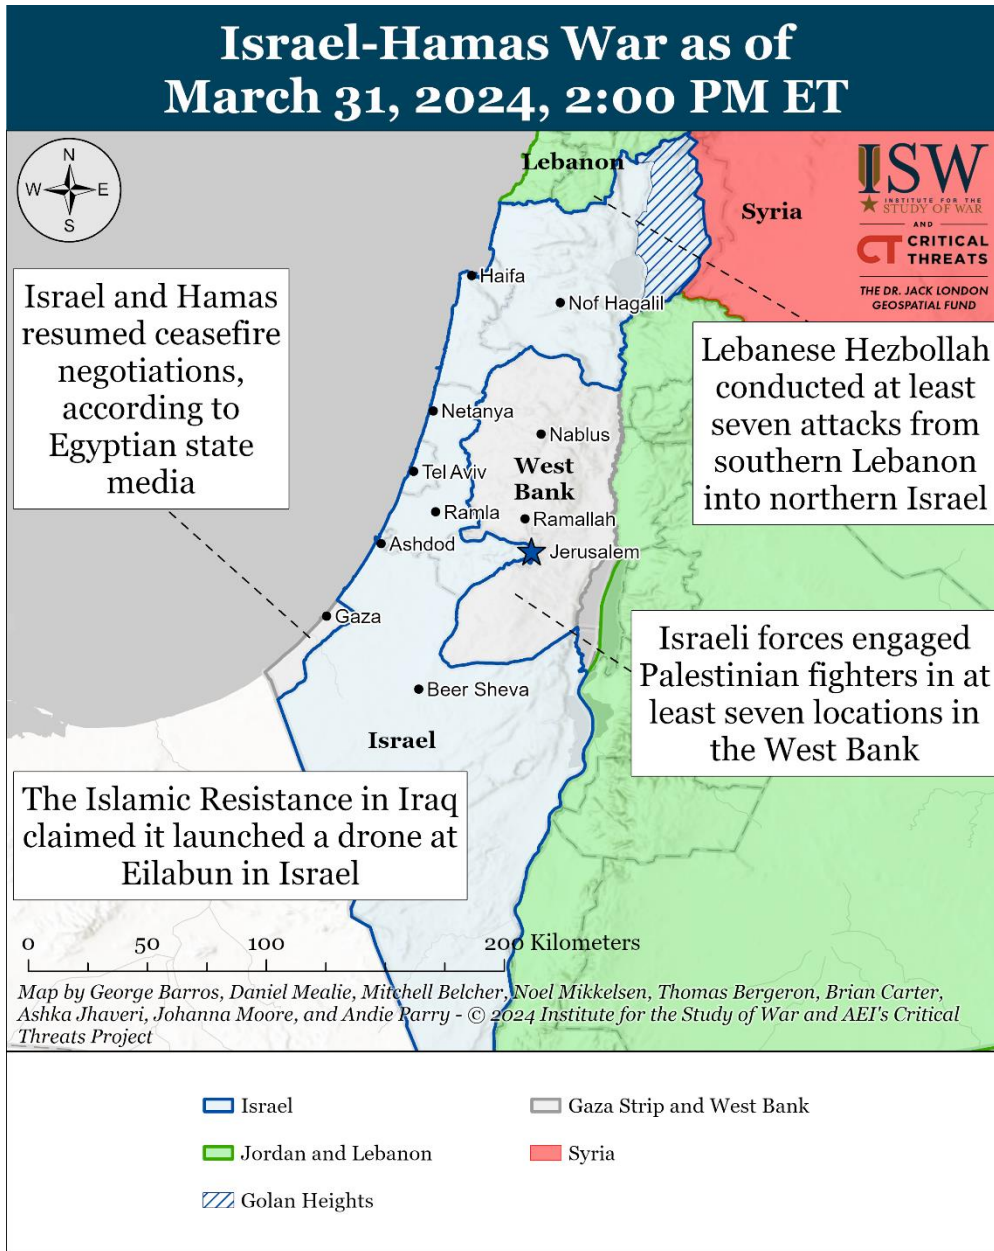 Israel-Hamas War as of
March 31, 2024, 2:00 PM ET
N
W
E
S
Lebanon
Syria
ISW
INSTITUTE FOR THE
STUDY OF WAR
AND
CT CRITICAL
THREATS
THE DR. JACK LONDON
GEOSPATIAL FUND
Haifa
Nof Hagalil
Israel and Hamas
resumed ceasefire
negotiations,
according to
Egyptian state
media
Lebanese Hezbollah
conducted at least
seven attacks from
southern Lebanon
into northern Israel
Netanya
Nablus
West
Bank
Tel Aviv
Ramla
Ramallah
Ashdod
Jerusalem
Gaza
Israeli forces engaged
Palestinian fighters in at
least seven locations in
the West Bank
Beer Sheva
Israel
The Islamic Resistance in Iraq
claimed it launched a drone at
Eilabun in Israel
0 50 100 200 Kilometers
Map by George Barros, Daniel Mealie, Mitchell Belcher, Noel Mikkelsen, Thomas Bergeron, Brian Carter,
Ashka Jhaveri, Johanna Moore, and Andie Parry - © 2024 Institute for the Study of War and AEI's Critical
Threats Project
Israel
Gaza Strip and West Bank
Jordan and Lebanon
Syria
Golan Heights